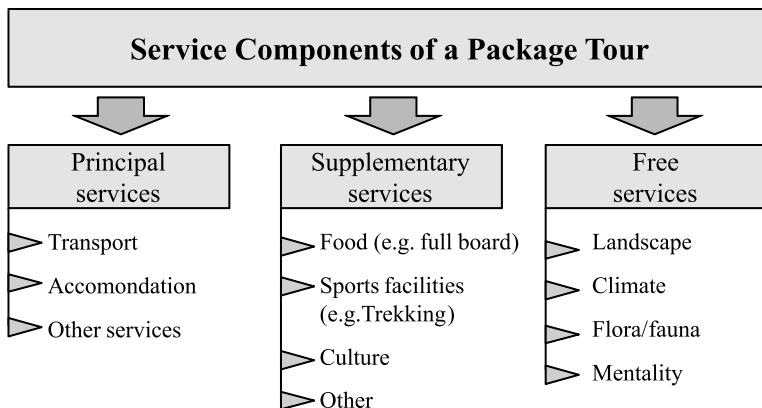 Service Components of a Package Tour
Principal
services
Transport
Accomondation
Other services
Supplementary
services
Food (e.g. full board)
Sports facilities
(e.g.Trekking)
Culture
Other
Free
services
Landscape
Climate
Flora/fauna
Mentality